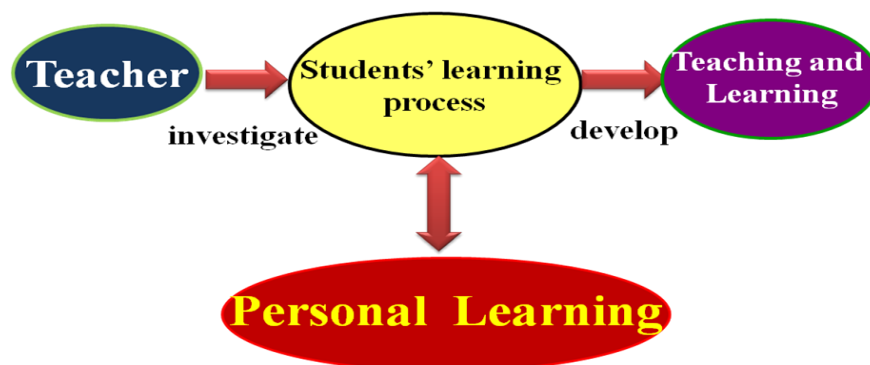 Teacher
investigate
Students’ learning
process
develop
Teaching and
Learning
Personal Learning